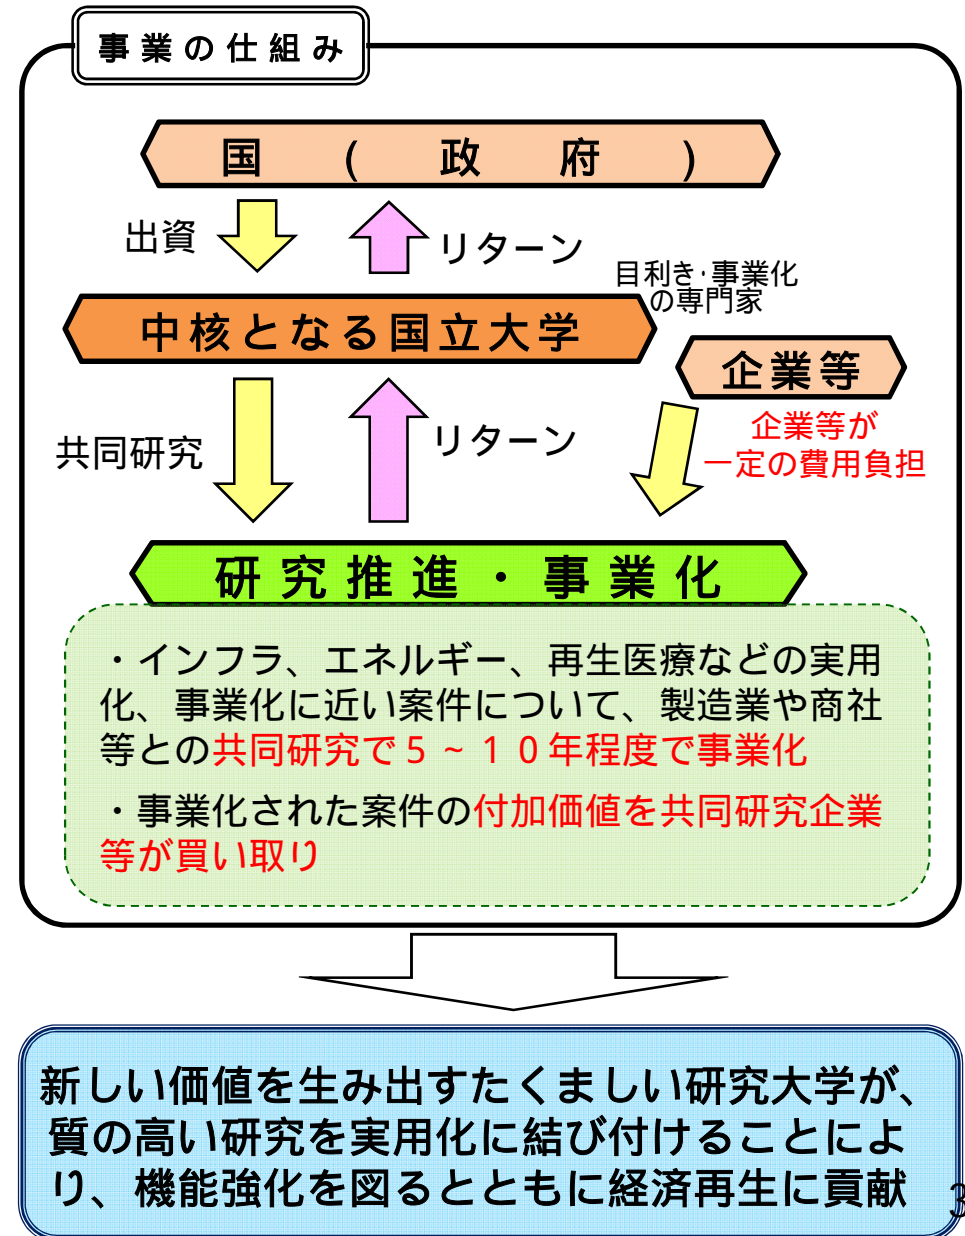 事業の仕組み
国(政府)
出資
リターン
目利き・事業化
の専門家
中核となる国立大学
企業等
共同研究
リターン
企業等が
一定の費用負担
研究推進・事業化
・インフラ、エネルギー、再生医療などの実用
化、事業化に近い案件について、製造業や商社
等との共同研究で5~10年程度で事業化
・事業化された案件の付加価値を共同研究企業
等が買い取り
新しい価値を生み出すたくましい研究大学が、
質の高い研究を実用化に結び付けることによ
り、機能強化を図るとともに経済再生に貢献
3